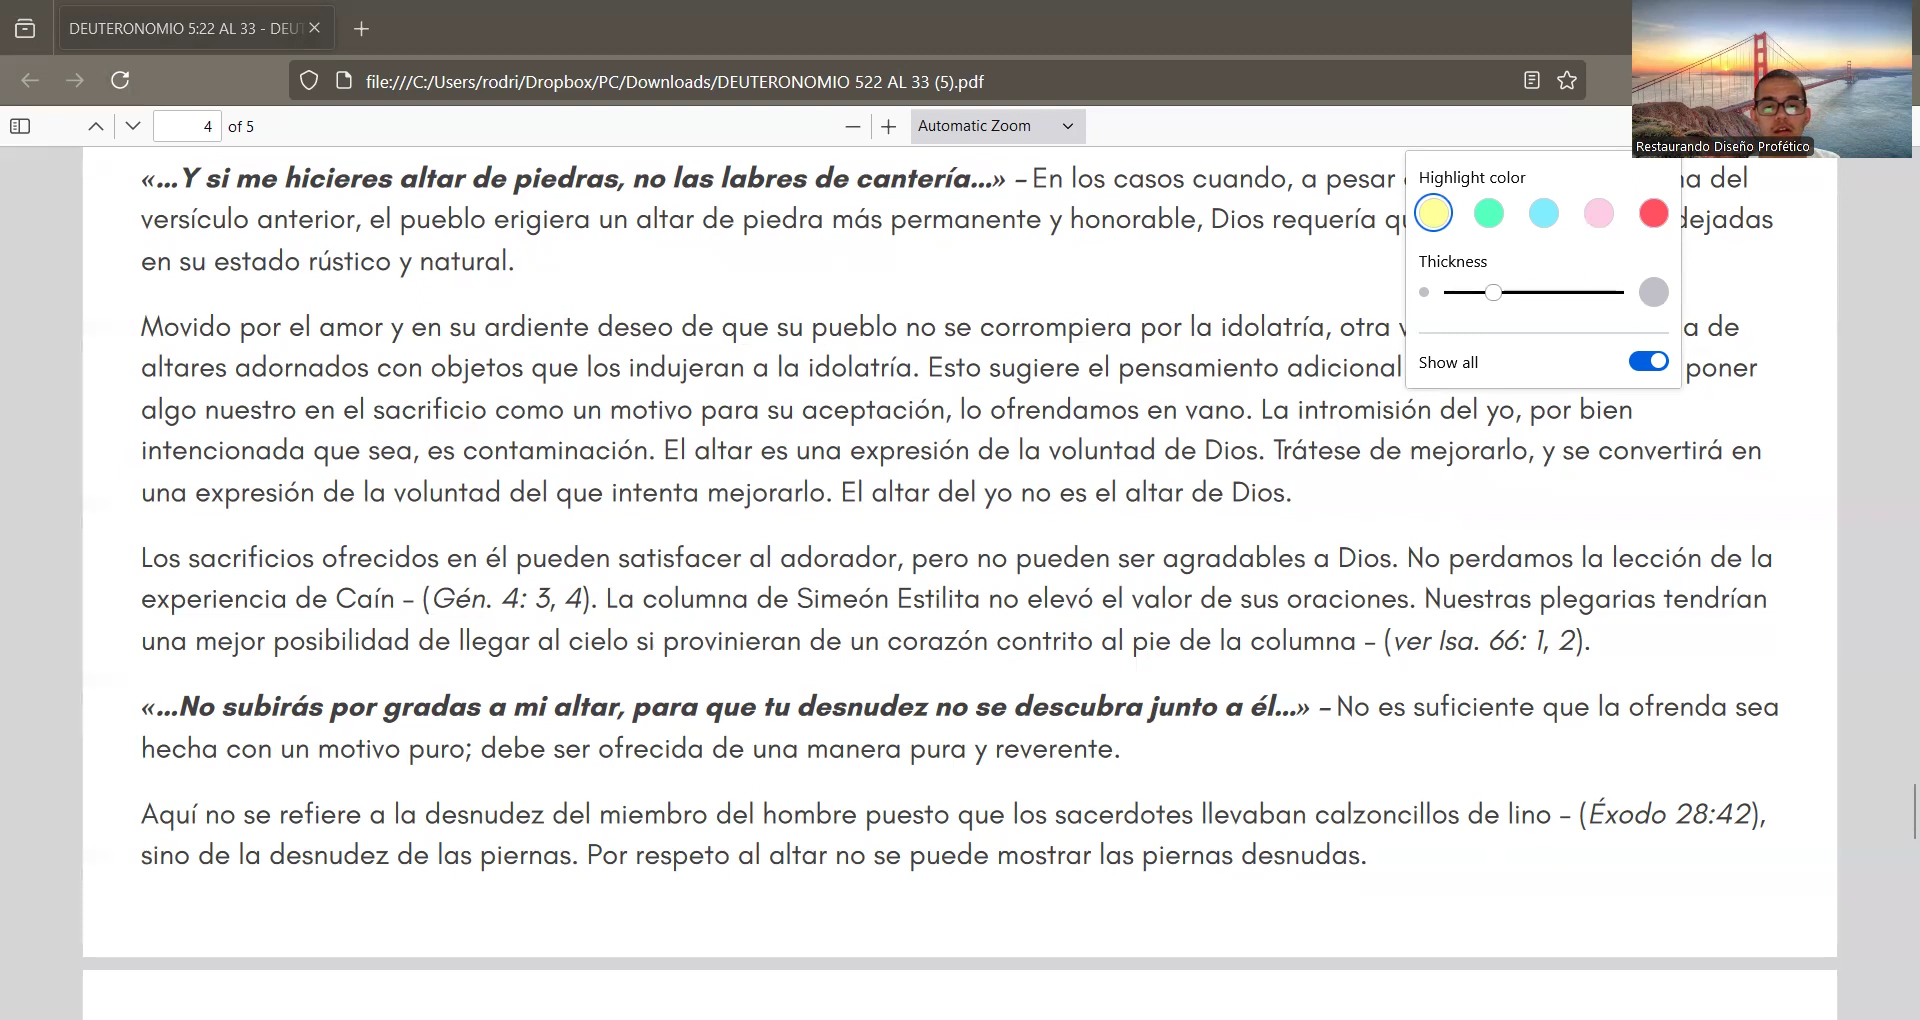 DEUTERONOMIO 5:22 AL 33 - DEUT
file:///C:/Users/rodri/Dropbox/PC/Downloads/DEUTERONOMIO 522 AL 33 (5).pdf
4 of 5
Automatic Zoom
Restaurando Diseño Profético
Highlight color
Thickness
Show all
«...Y si me hicieres altar de piedras, no las labres de cantería...» – En los casos cuando, a pesar del
versículo anterior, el pueblo erigiera un altar de piedra más permanente y honorable, Dios requería dejadas
en su estado rústico y natural.
Movido por el amor y en su ardiente deseo de que su pueblo no se corrompiera por la idolatría, otra de
altares adornados con objetos que los indujeran a la idolatría. Esto sugiere el pensamiento adicional poner
algo nuestro en el sacrificio como un motivo para su aceptación, lo ofrendamos en vano. La intromisión del yo, por bien
intencionada que sea, es contaminación. El altar es una expresión de la voluntad de Dios. Trátese de mejorarlo, y se convertirá en
una expresión de la voluntad del que intenta mejorarlo. El altar del yo no es el altar de Dios.
Los sacrificios ofrecidos en él pueden satisfacer al adorador, pero no pueden ser agradables a Dios. No perdamos la lección de la
experiencia de Caín – (Gén. 4: 3, 4). La columna de Simeón Estilita no elevó el valor de sus oraciones. Nuestras plegarias tendrían
una mejor posibilidad de llegar al cielo si provinieran de un corazón contrito al pie de la columna – (ver Isa. 66: 1, 2).
«...No subirás por gradas a mi altar, para que tu desnudez no se descubra junto a él...» – No es suficiente que la ofrenda sea
hecha con un motivo puro; debe ser ofrecida de una manera pura y reverente.
Aquí no se refiere a la desnudez del miembro del hombre puesto que los sacerdotes llevaban calzoncillos de lino – (Éxodo 28:42),
sino de la desnudez de las piernas. Por respeto al altar no se puede mostrar las piernas desnudas.